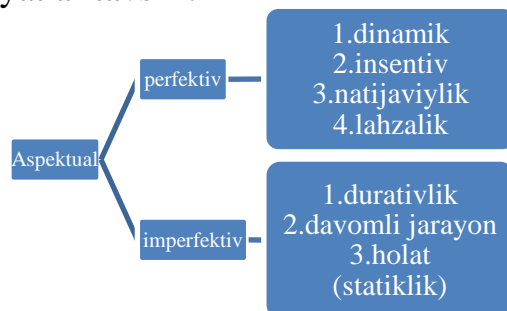 Aspektual
perfektiv
1.dinamik
2.insentiv
3.natijaviylik
4.lahzalik
imperfektiv
1.durativlik
2.davomli jarayon
3.holat
(statiklik)